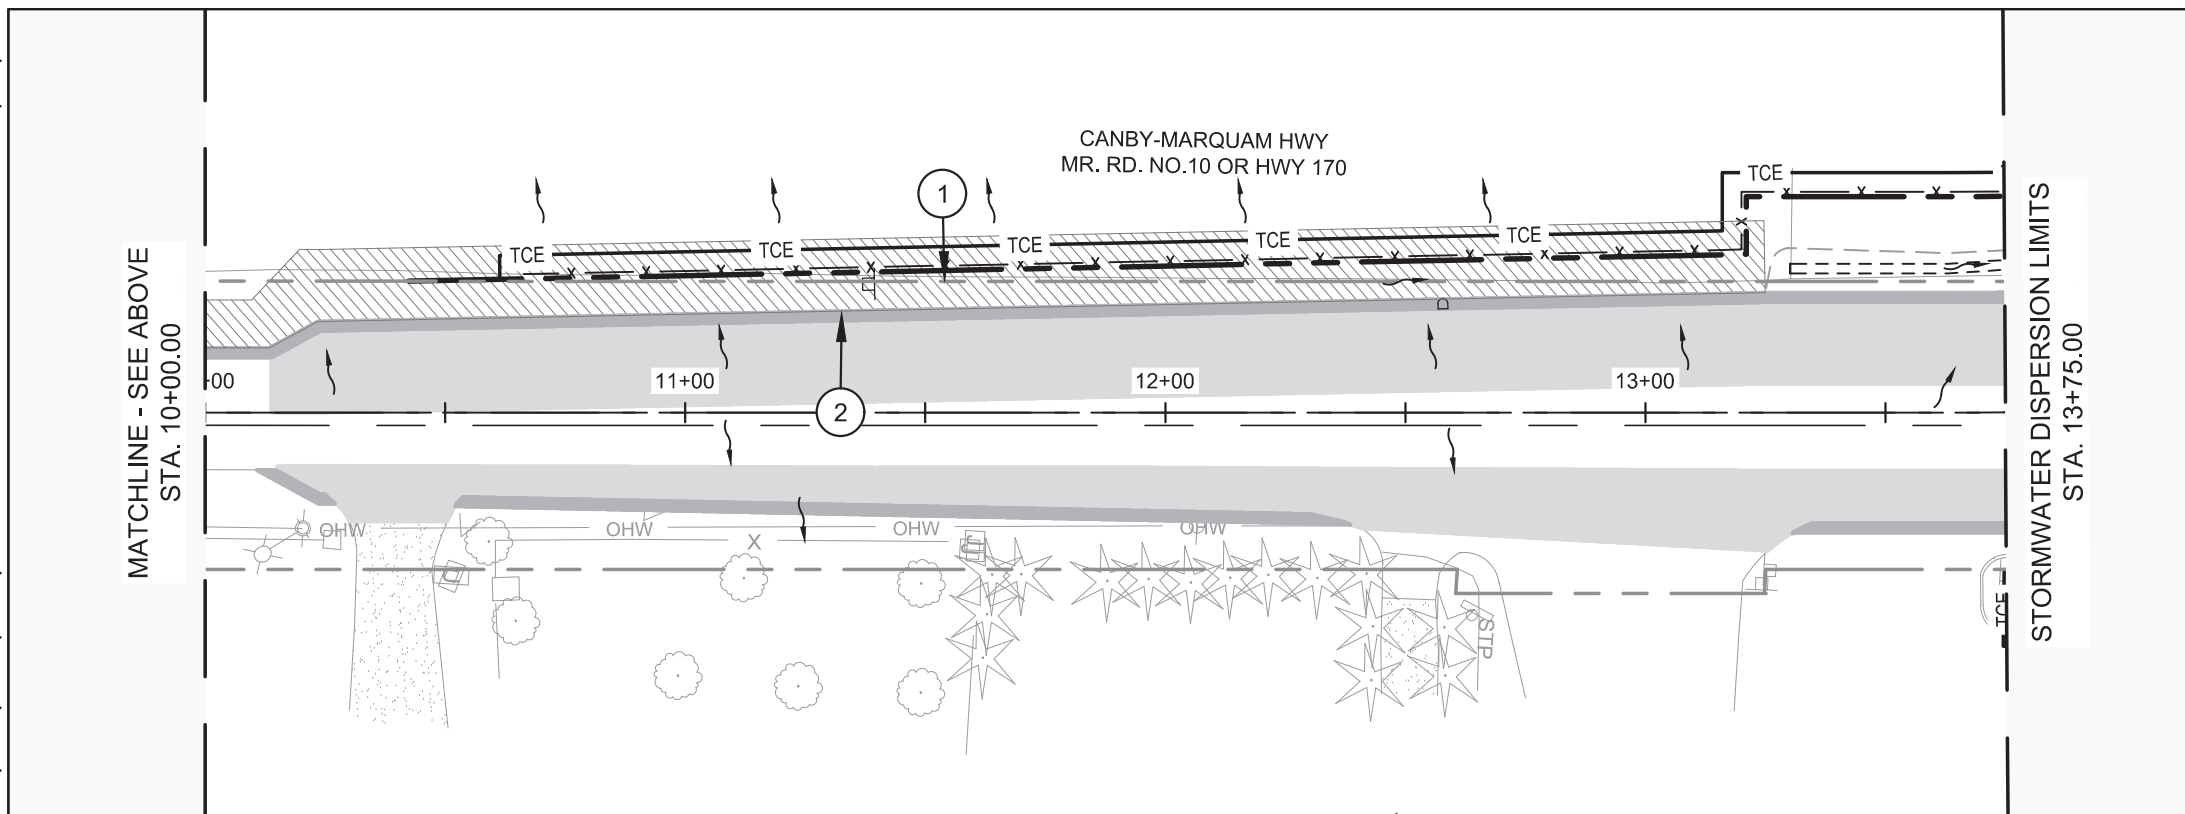 CANBY-MARQUAM HWY
MR. RD. NO.10 OR HWY 170
1
TCE
TCE
TCE
TCE
TCE
TCE
MATCHLINE - SEE ABOVE
STA. 10+00.00
STORMWATER DISPERSION LIMITS
STA. 13+75.00
-00
11+00
12+00
13+00
2
OHW
OHW
OHW
OHW
X
STP
TCE